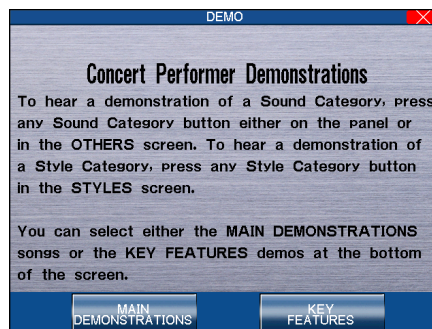 DEMO
Concert Performer Demonstrations
To hear a demonstration of a Sound Category, press
any Sound Category button either on the panel or
in the OTHERS screen. To hear a demonstration of
a Style Category, press any Style Category button
in the STYLES screen.
You can select either the MAIN DEMONSTRATIONS
songs or the KEY FEATURES demos at the bottom
of the screen.
MAIN
DEMONSTRATIONS
KEY
FEATURES